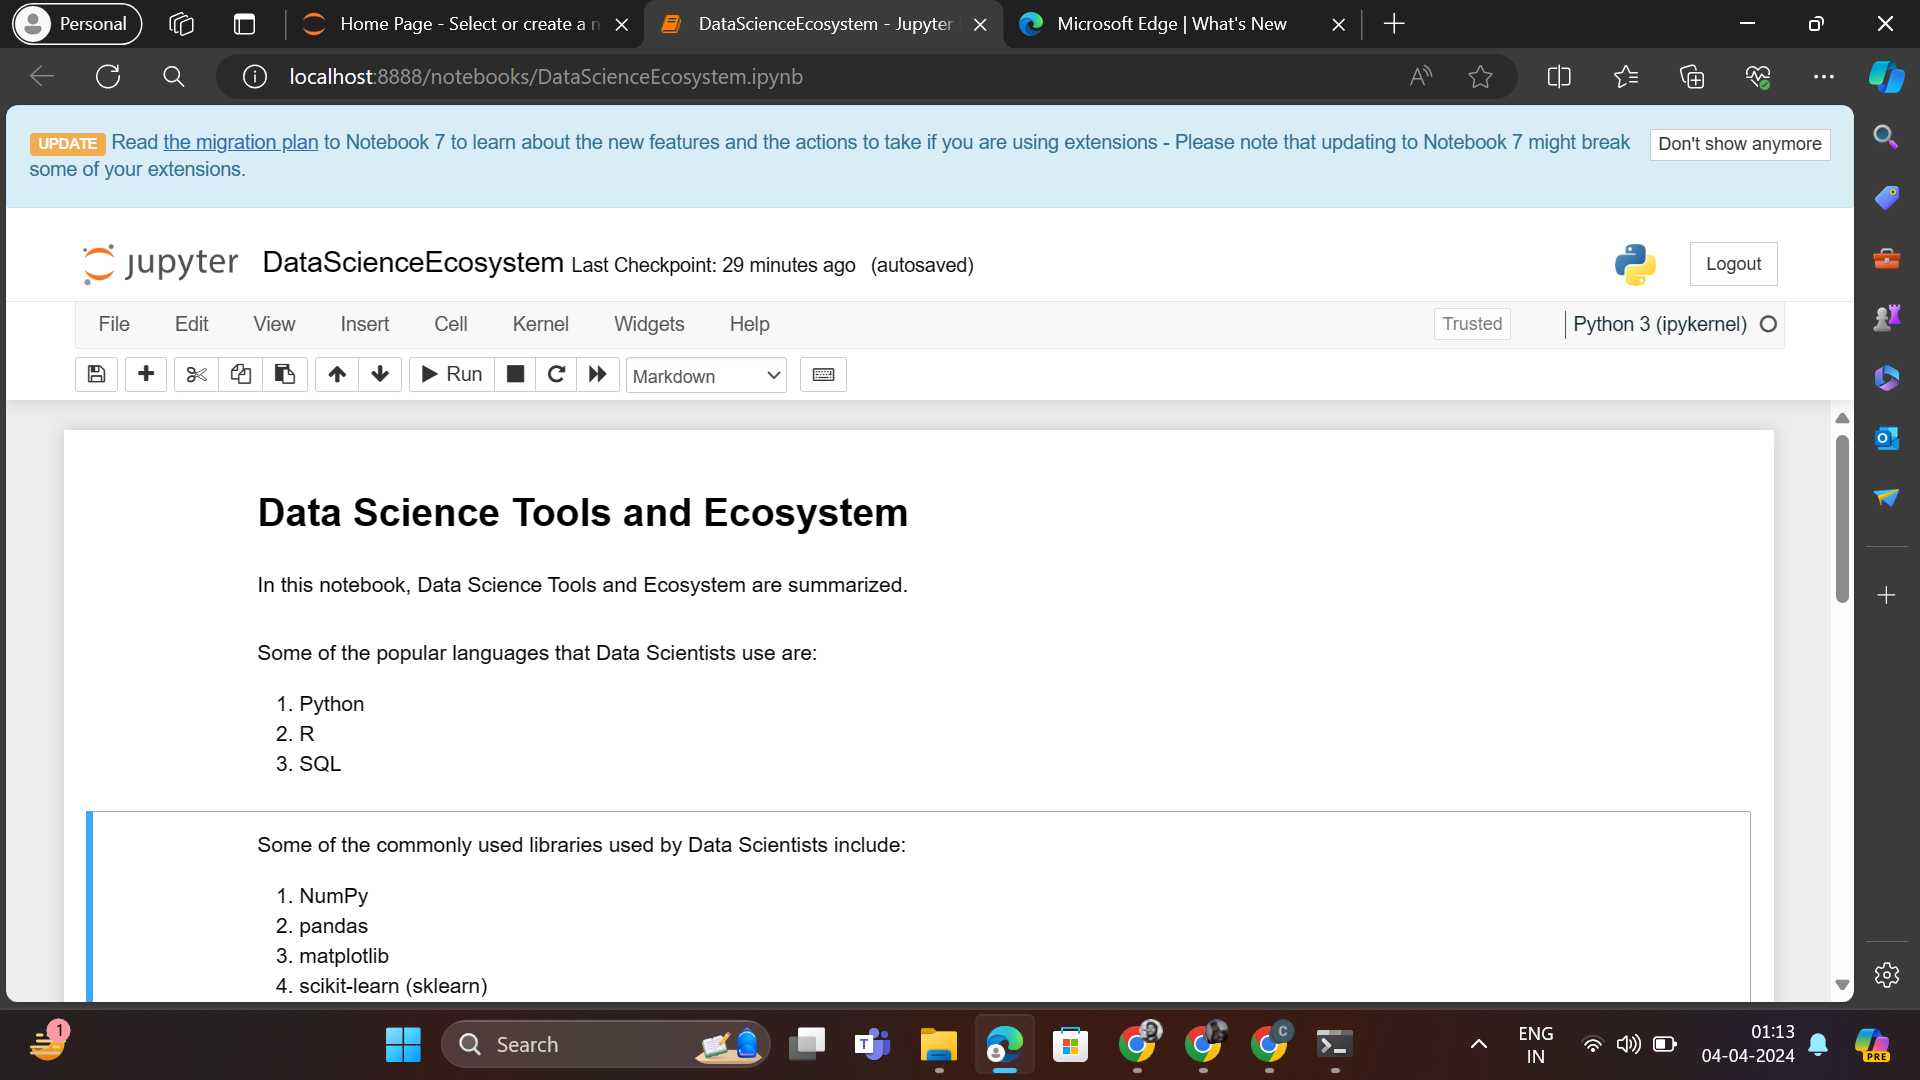 Personal
Home Page - Select or create a n
DataScienceEcosystem - Jupyter
Microsoft Edge | What's New
localhost:8888/notebooks/DataScienceEcosystem.ipynb
UPDATE Read the migration plan to Notebook 7 to learn about the new features and the actions to take if you are using extensions - Please note that updating to Notebook 7 might break
some of your extensions.
Don't show anymore
jupyter DataScienceEcosystem Last Checkpoint: 29 minutes ago (autosaved)
Logout
File Edit View Insert Cell Kernel Widgets Help
Trusted
Python 3 (ipykernel)
Run
Markdown
Data Science Tools and Ecosystem
In this notebook, Data Science Tools and Ecosystem are summarized.
Some of the popular languages that Data Scientists use are:
1. Python
2. R
3. SQL
Some of the commonly used libraries used by Data Scientists include:
1. NumPy
2. pandas
3. matplotlib
4. scikit-learn (sklearn)
1
Search
T
C
ENG
IN
01:13
04-04-2024
PRE